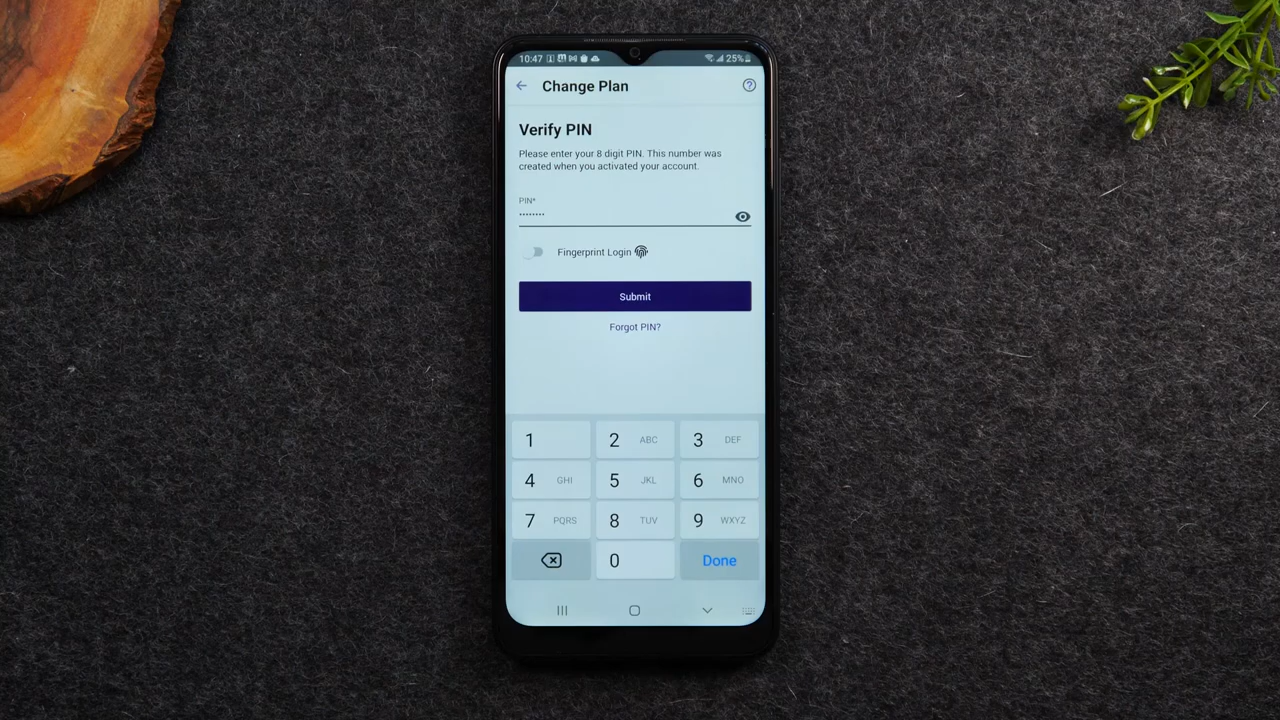 10:47 25%
Change Plan
Verify PIN
Please enter your 8 digit PIN. This number was
created when you activated your account.
PIN*
••••••••
Fingerprint Login
Submit
Forgot PIN?
1 2 ABC 3 DEF
4 GHI 5 JKL 6 MNO
7 PQRS 8 TUV 9 WXYZ
0 Done